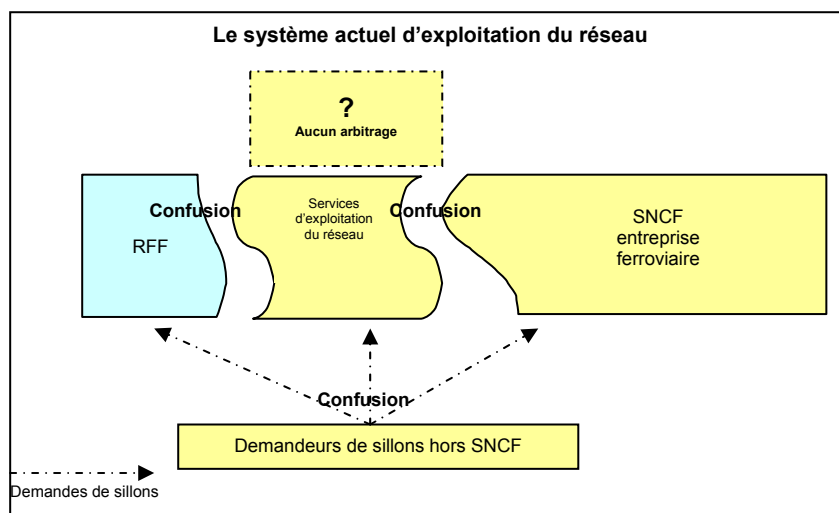 Le système actuel d'exploitation du réseau
?
Aucun arbitrage
Confusion
Confusion
RFF
Services
d'exploitation
du réseau
SNCF
entreprise
ferroviaire
Confusion
Demandeurs de sillons hors SNCF
Demandes de sillons